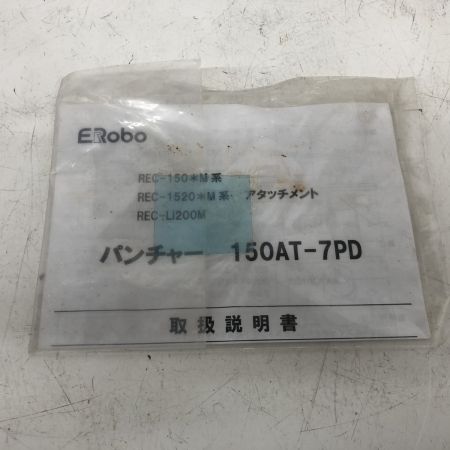 ERobo
REC-150*M系
REC-1520*M系・ アタッチメント
REC-LI200M
パンチャー 150AT-7PD
取扱説明書